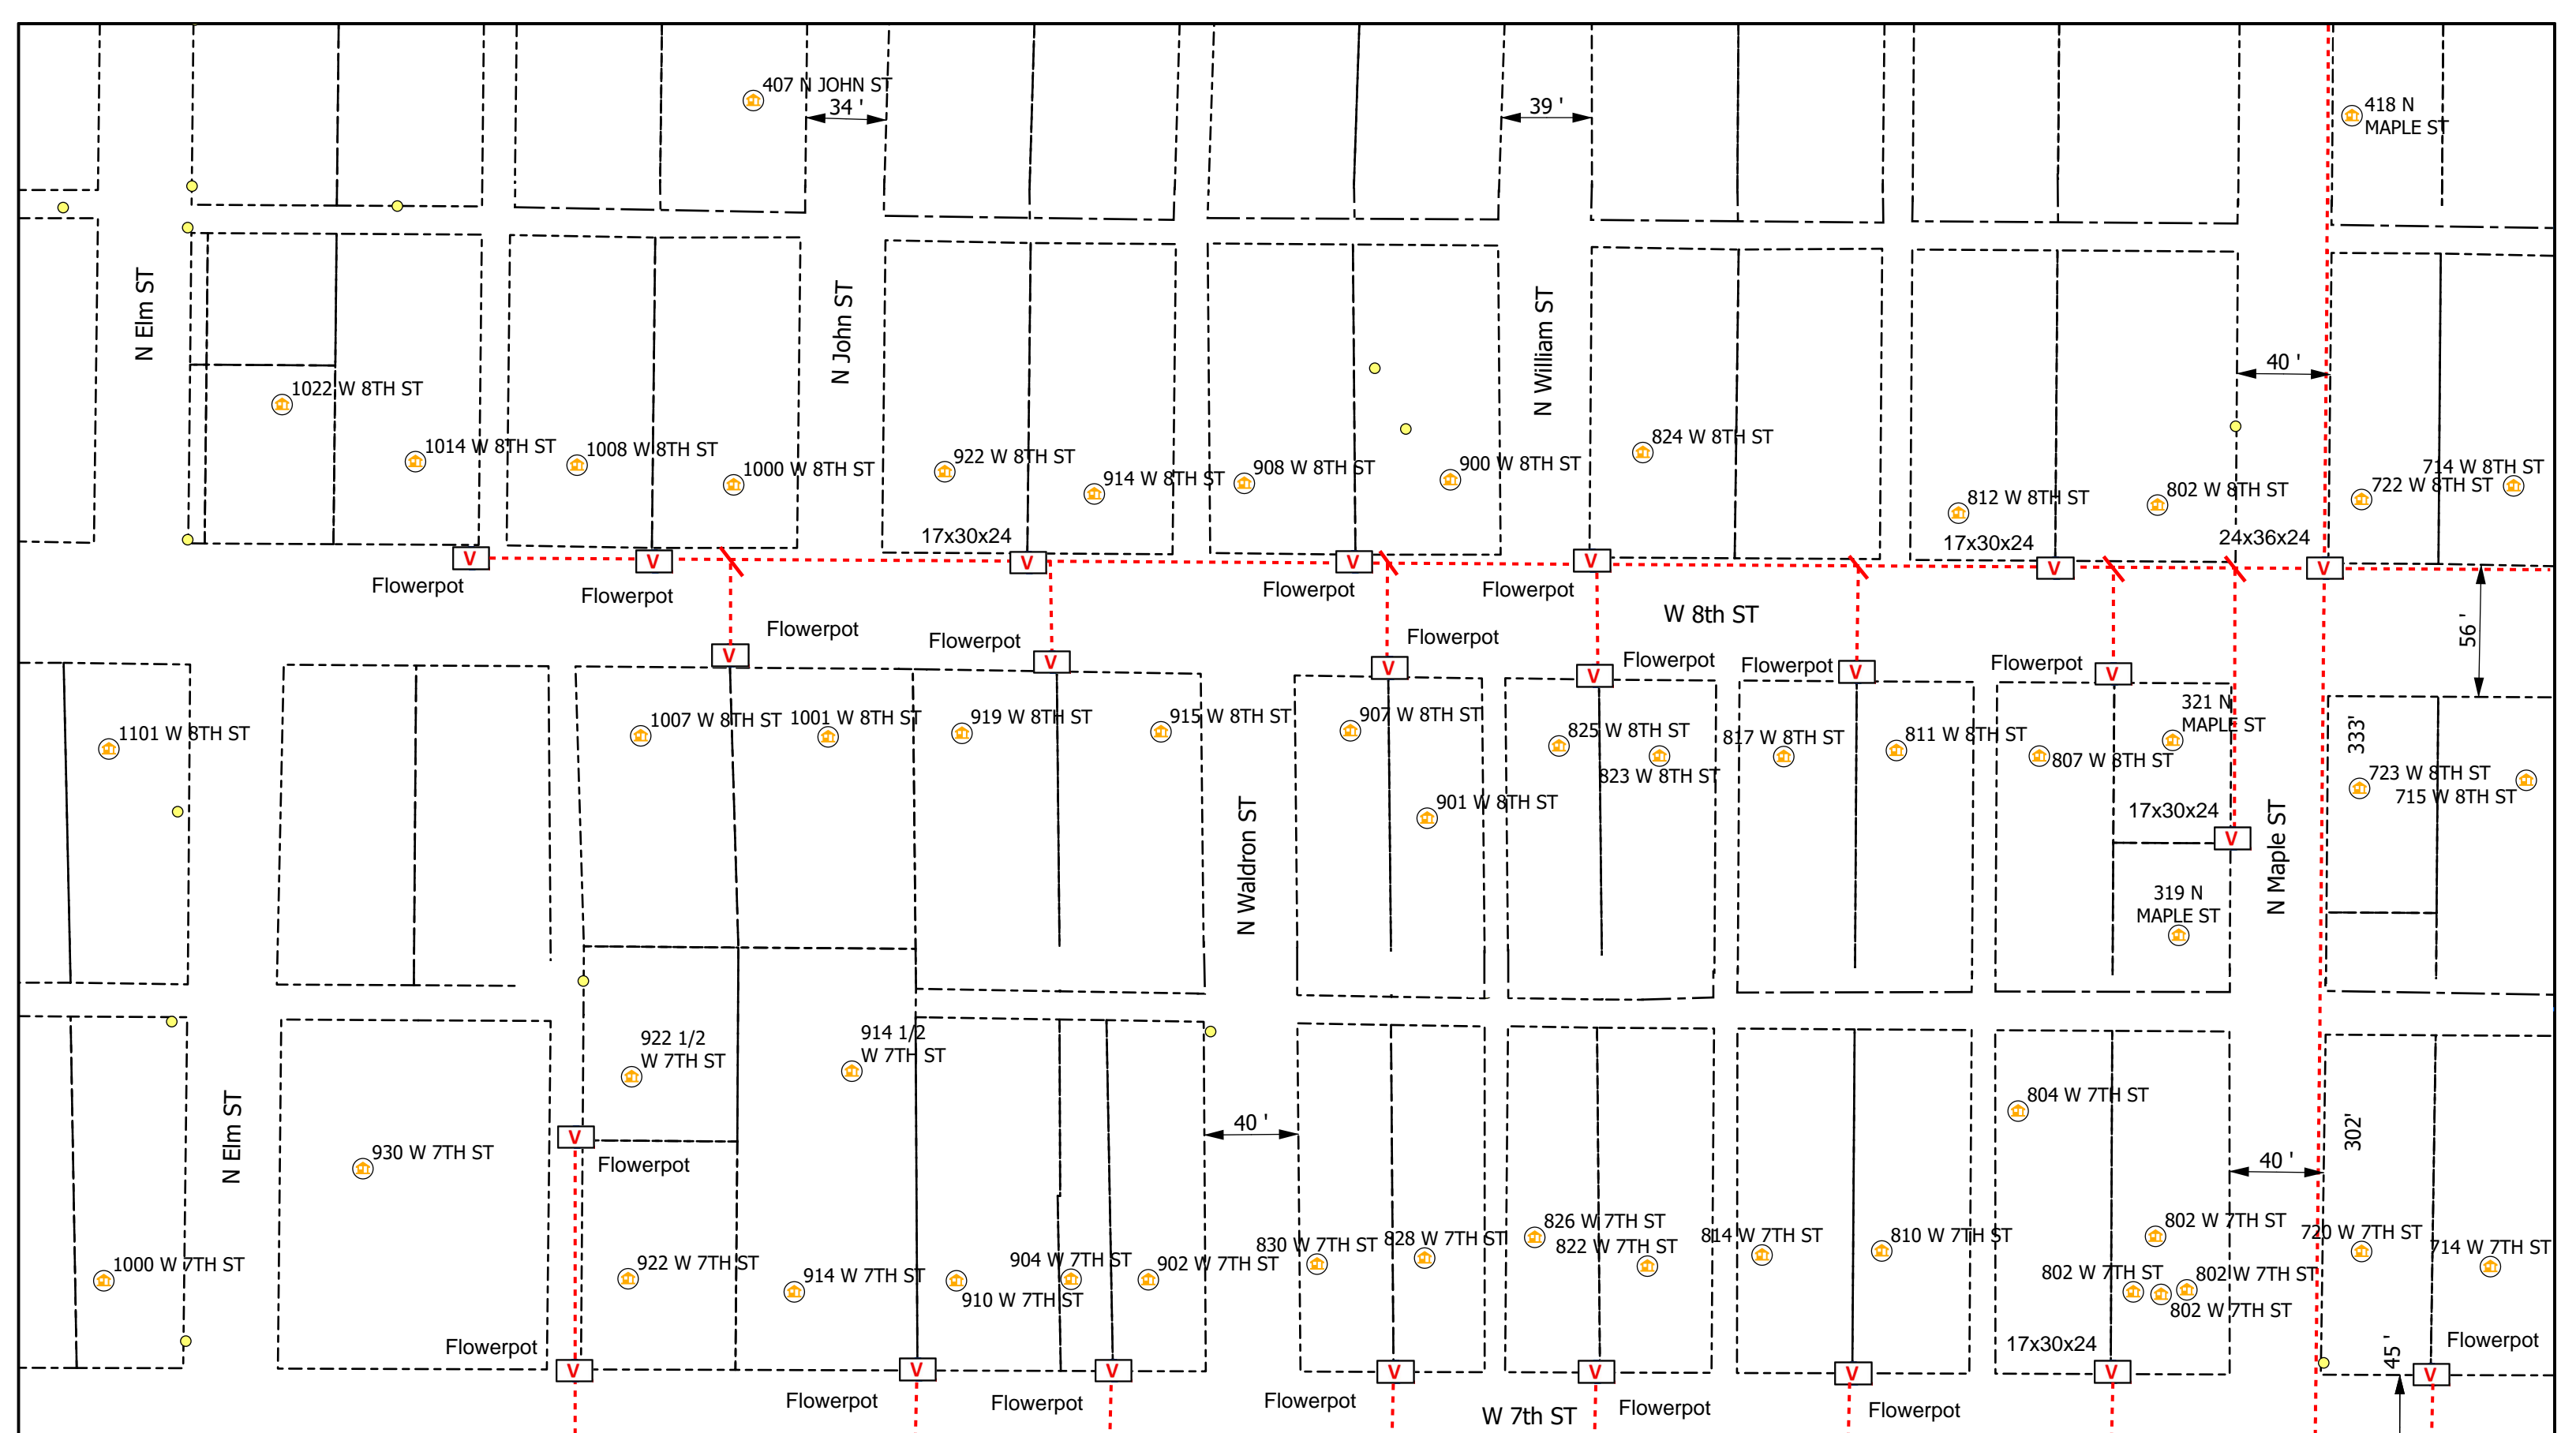 407 N JOHN ST
34 '
39 '
418 N
MAPLE ST
N Elm ST
N John ST
N William ST
40 '
1022 W 8TH ST
1014 W 8TH ST
1008 W 8TH ST
1000 W 8TH ST
922 W 8TH ST
914 W 8TH ST
908 W 8TH ST
900 W 8TH ST
824 W 8TH ST
812 W 8TH ST
802 W 8TH ST
714 W 8TH ST
722 W 8TH ST
17x30x24
17x30x24
24x36x24
V
V
V
V
V
V
V
Flowerpot
Flowerpot
Flowerpot
Flowerpot
W 8th ST
56 '
Flowerpot
Flowerpot
Flowerpot
Flowerpot
Flowerpot
Flowerpot
V
V
V
V
V
V
1101 W 8TH ST
1007 W 8TH ST
1001 W 8TH ST
919 W 8TH ST
915 W 8TH ST
907 W 8TH ST
901 W 8TH ST
825 W 8TH ST
823 W 8TH ST
817 W 8TH ST
811 W 8TH ST
807 W 8TH ST
321 N
MAPLE ST
333'
723 W 8TH ST
715 W 8TH ST
17x30x24
V
N Waldron ST
N Maple ST
319 N
MAPLE ST
922 1/2
W 7TH ST
914 1/2
W 7TH ST
N Elm ST
930 W 7TH ST
V
Flowerpot
40 '
804 W 7TH ST
302'
40 '
1000 W 7TH ST
922 W 7TH ST
914 W 7TH ST
910 W 7TH ST
904 W 7TH ST
902 W 7TH ST
830 W 7TH ST
828 W 7TH ST
826 W 7TH ST
822 W 7TH ST
814 W 7TH ST
810 W 7TH ST
802 W 7TH ST
802 W 7TH ST
802 W 7TH ST
802 W 7TH ST
720 W 7TH ST
714 W 7TH ST
Flowerpot
17x30x24
45 '
Flowerpot
V
V
V
V
V
V
V
V
Flowerpot
Flowerpot
Flowerpot
W 7th ST
Flowerpot
Flowerpot